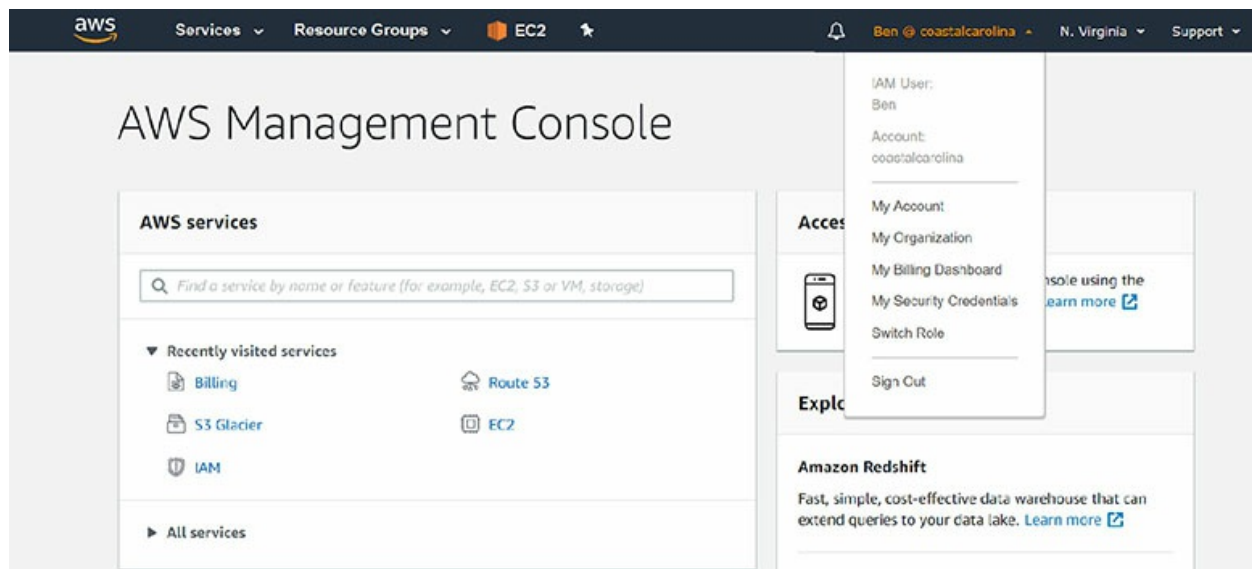 aws
Services
Resource Groups
EC2
Ben @ coastalcarolina
N. Virginia
Support
IAM User:
Ben
Account:
coastalcarolina
My Account
My Organization
My Billing Dashboard
My Security Credentials
Switch Role
Sign Out
AWS Management Console
AWS services
Find a service by name or feature (for example, EC2, S3 or VM, storage)
Recently visited services
Billing
Route 53
S3 Glacier
EC2
IAM
All services
Acces
nsole using the
earn more
Explo
Amazon Redshift
Fast, simple, cost-effective data warehouse that can
extend queries to your data lake. Learn more